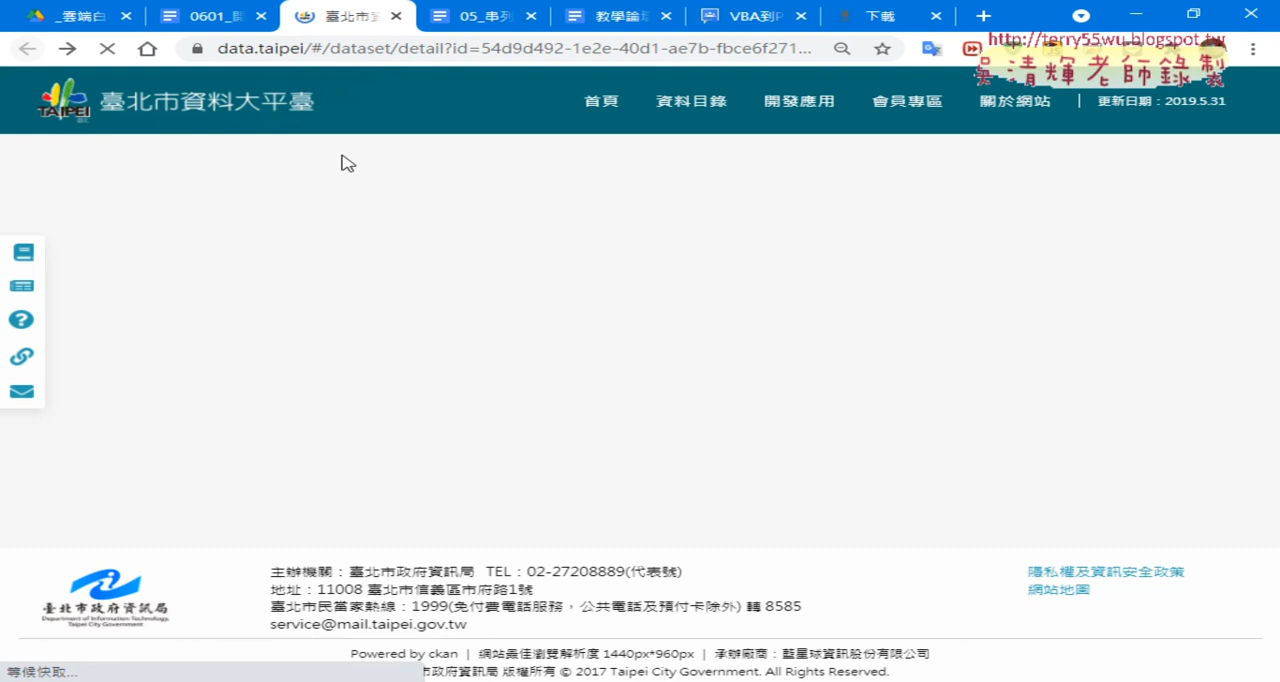 _雲端白
0601_
臺北市
05_串列
教學論
VBA到P
下載
data.taipei/#/dataset/detail?id=54d9d492-1e2e-40d1-ae7b-fbce6f271...
http://terry55wu.blogspot.tw
吳清輝老師錄製
TAIPEI
臺北市資料大平臺
首頁
資料目錄
開發應用
會員專區
關於網站
更新日期：2019.5.31
主辦機關：臺北市政府資訊局 TEL：02-27208889(代表號)
地址：11008 臺北市信義區市府路1號
臺北市民當家熱線：1999(免付費電話服務，公共電話及預付卡除外) 轉 8585
service@mail.taipei.gov.tw
隱私權及資訊安全政策
網站地圖
臺北市政府資訊局
Department of Information Technology,
Taipei City Government
Powered by ckan | 網站最佳瀏覽解析度 1440px*960px | 承辦廠商：藍星球資訊股份有限公司
市政府資訊局 版權所有 © 2017 Taipei City Government. All Rights Reserved.
等候快取...